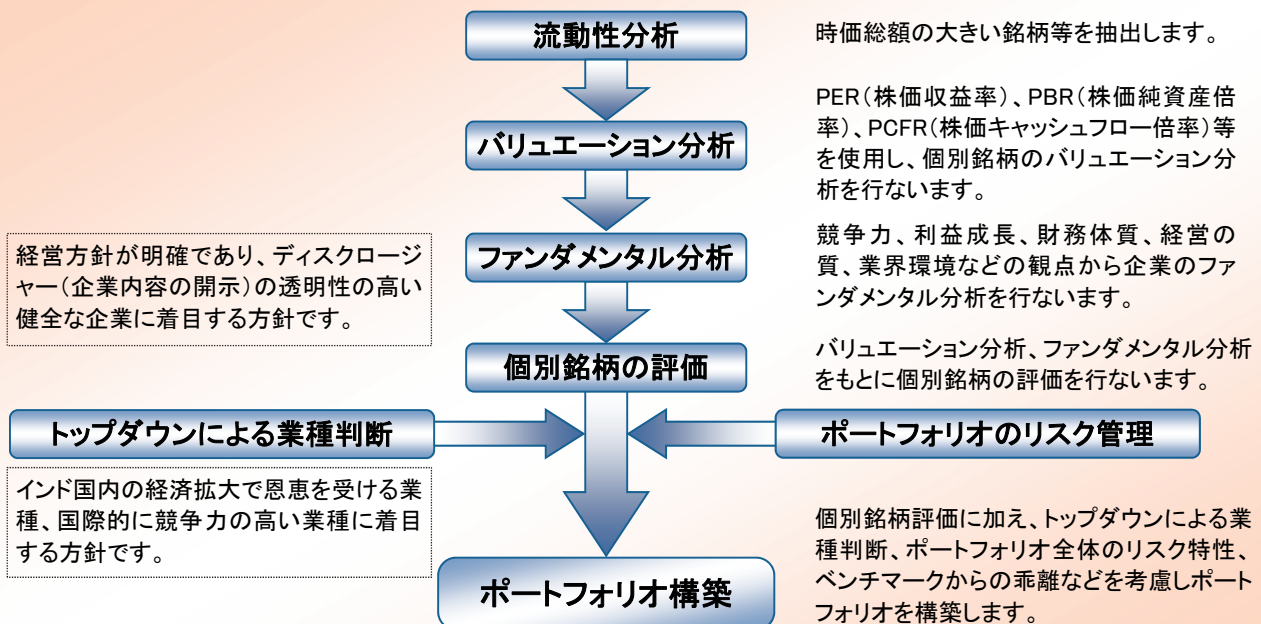 流動性分析
時価総額の大きい銘柄等を抽出します。
バリュエーション分析
PER（株価収益率）、PBR（株価純資産倍
率）、PCFR（株価キャッシュフロー倍率）等
を使用し、個別銘柄のバリュエーション分
析を行ないます。
経営方針が明確であり、ディスクロージ
ャー（企業内容の開示）の透明性の高い
健全な企業に着目する方針です。
ファンダメンタル分析
競争力、利益成長、財務体質、経営の
質、業界環境などの観点から企業のファ
ンダメンタル分析を行ないます。
個別銘柄の評価
バリュエーション分析、ファンダメンタル分析
をもとに個別銘柄の評価を行ないます。
トップダウンによる業種判断
ポートフォリオのリスク管理
インド国内の経済拡大で恩恵を受ける業
種、国際的に競争力の高い業種に着目
する方針です。
ポートフォリオ構築
個別銘柄評価に加え、トップダウンによる業
種判断、ポートフォリオ全体のリスク特性、
ベンチマークからの乖離などを考慮しポート
フォリオを構築します。